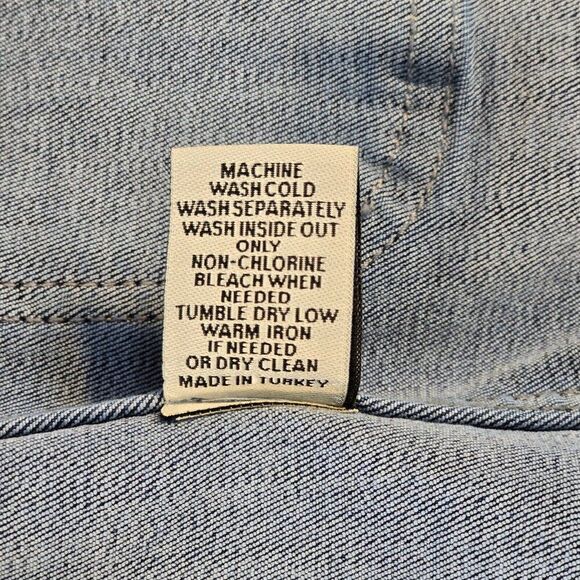 MACHINE
WASH COLD
WASH SEPARATELY
WASH INSIDE OUT
ONLY
NON-CHLORINE
BLEACH WHEN
NEEDED
TUMBLE DRY LOW
WARM IRON
IF NEEDED
OR DRY CLEAN
MADE IN TURKEY